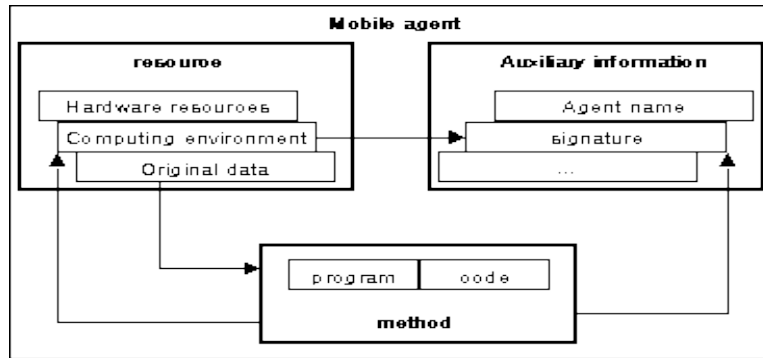 Mobile agent
resource
Hardware resources
Computing environment
Original data
Auxiliary information
Agent name
signature
...
program
code
method